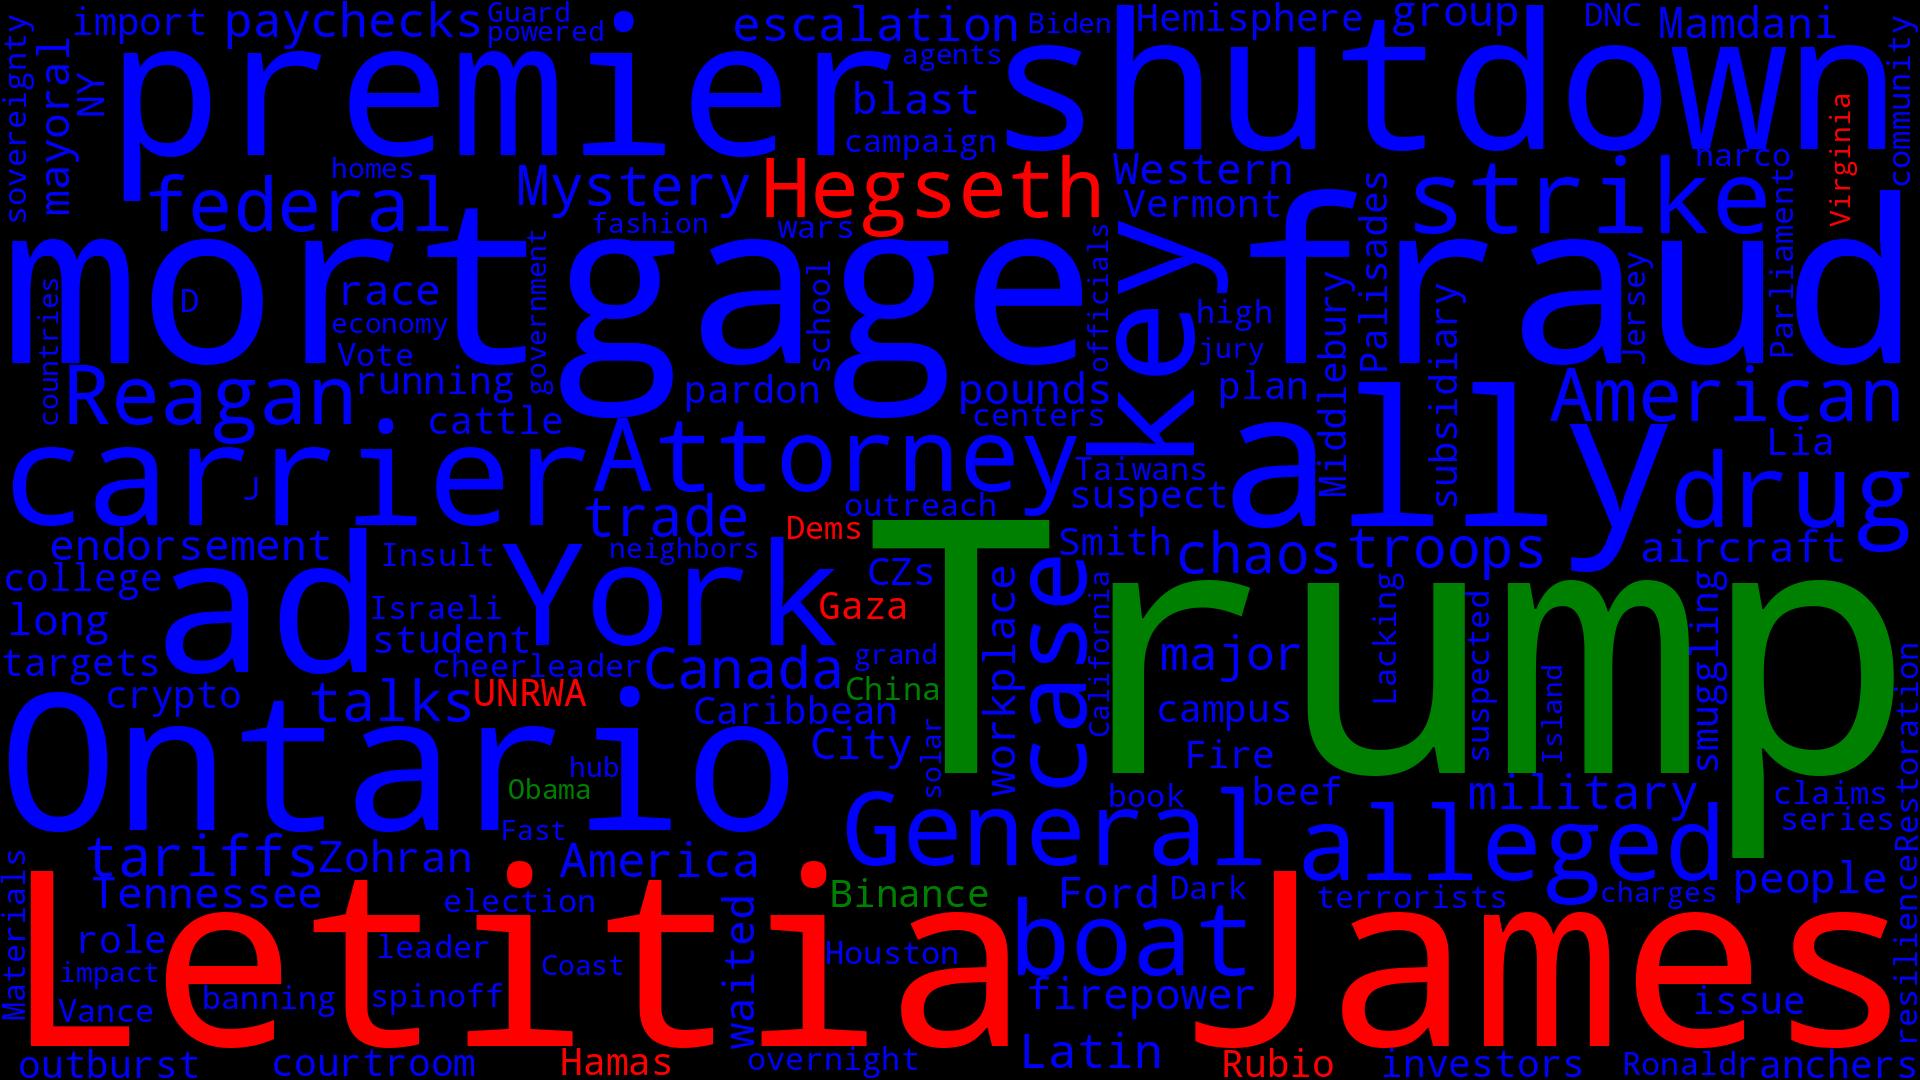 sovereignty
import
mayoral
NY
paychecks
Guard
powered
premier
escalation
Biden
agents
blast
campaign
Hemisphere
group
DNC
Mamdani
shutdown
community
Virginia
narco
homes
federal
Mystery
fashion
Hegseth
wars
Western
Vermont
strike
Palisades
Parliament
mortgage
fraud
key
countries
D
race
economy
Vote
government
school
officials
high
jury
Middlebury
subsidiary
Jersey
Reagan
running
cattle
pardon
pounds
centers
plan
ally
American
Lia
carrier
J
Attorney
Taiwans
suspect
drug
trade
outreach
Dems
Trump
Smith
chaos
troops
aircraft
endorsement
Insult
York
neighbors
CZs
college
ad
long
Israeli
student
Gaza
workplace
case
California
Lacking
suspected
Island
smuggling
targets
cheerleader
Canada
grand
China
major
crypto
talks
UNRWA
Caribbean
campus
City
solar
Fire
Ontario
hub
Obama
Fast
General
book
beef
military
claims
series
Restoration
resilience
alleged
tariffs
Zohran
America
Materials
Tennessee
election
Binance
Ford
Dark
terrorists
charges
people
Letitia James
role
leader
Coast
waited
Houston
boat
impact
Vance
banning
spinoff
firepower
issue
outburst
courtroom
Hamas
overnight
Latin
Rubio
investors
Ronald
ranchers